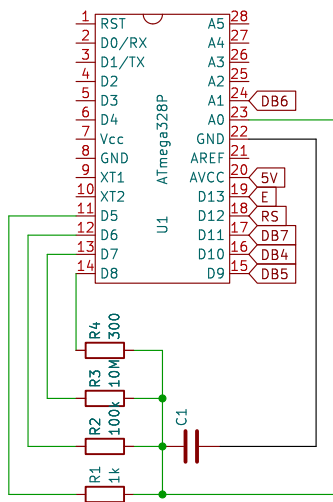 1 RST A5 28
2 D0/RX A4 27
3 D1/TX A3 26
4 D2 A2 25
5 D3 A1 24 DB6
6 D4 A0 23
7 Vcc GND 22
8 GND AREF 21
9 XT1 AVCC 20 5V
10 XT2 D13 19 E
11 D5 D12 18 RS
12 D6 D11 17 DB7
13 D7 D10 16 DB4
14 D8 D9 15 DB5
ATmega328P
U1
R4 300
R3 10M
R2 100k
R1 1k
C1